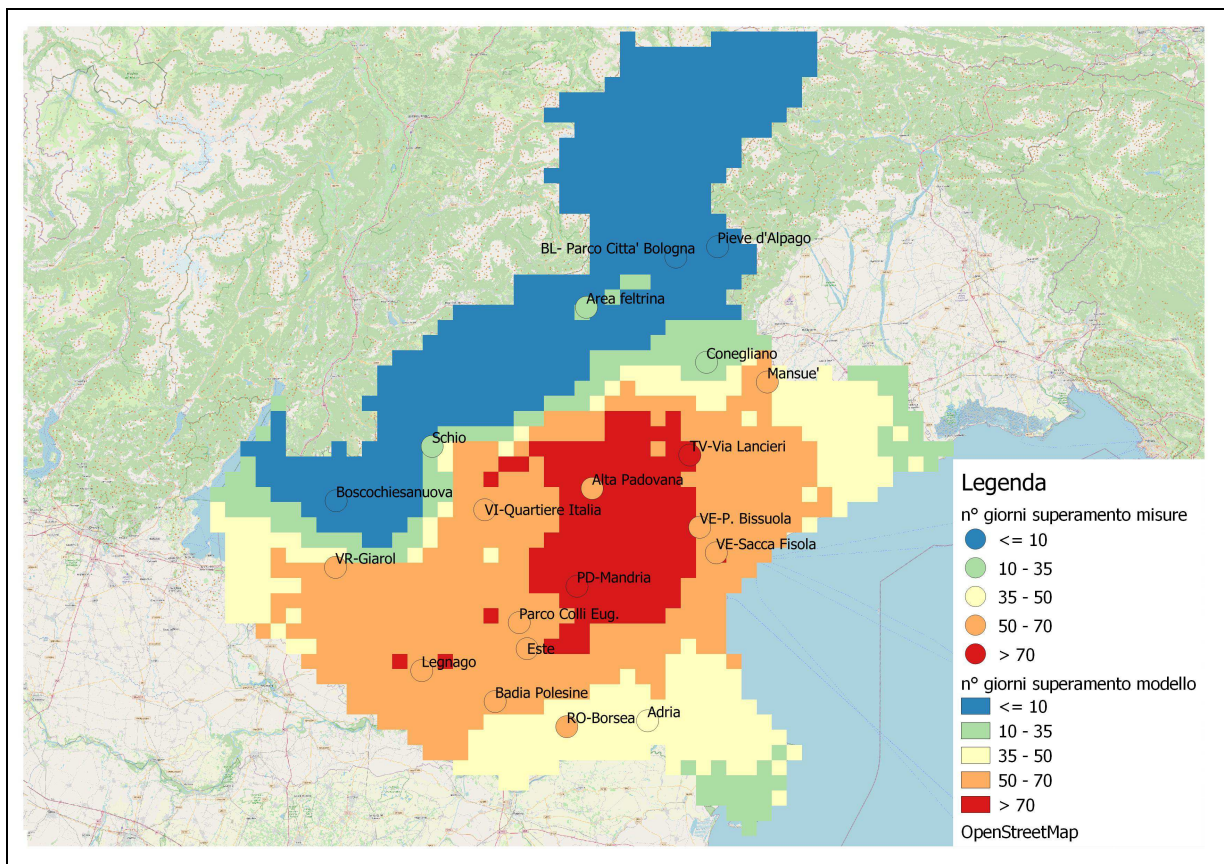 BL- Parco Citta' Bologna
Pieve d'Alpago
Area feltrina
Conegliano
Mansue'
Schio
TV-Via Lancieri
Alta Padovana
Boscochiesanuova
VI-Quartiere Italia
VE-P. Bissuola
VE-Sacca Fisola
VR-Giarol
PD-Mandria
Parco Colli Eug.
Este
Legnago
Badia Polesine
RO-Borsea
Adria
Legenda
n° giorni superamento misure
<= 10
10 - 35
35 - 50
50 - 70
> 70
n° giorni superamento modello
<= 10
10 - 35
35 - 50
50 - 70
> 70
OpenStreetMap